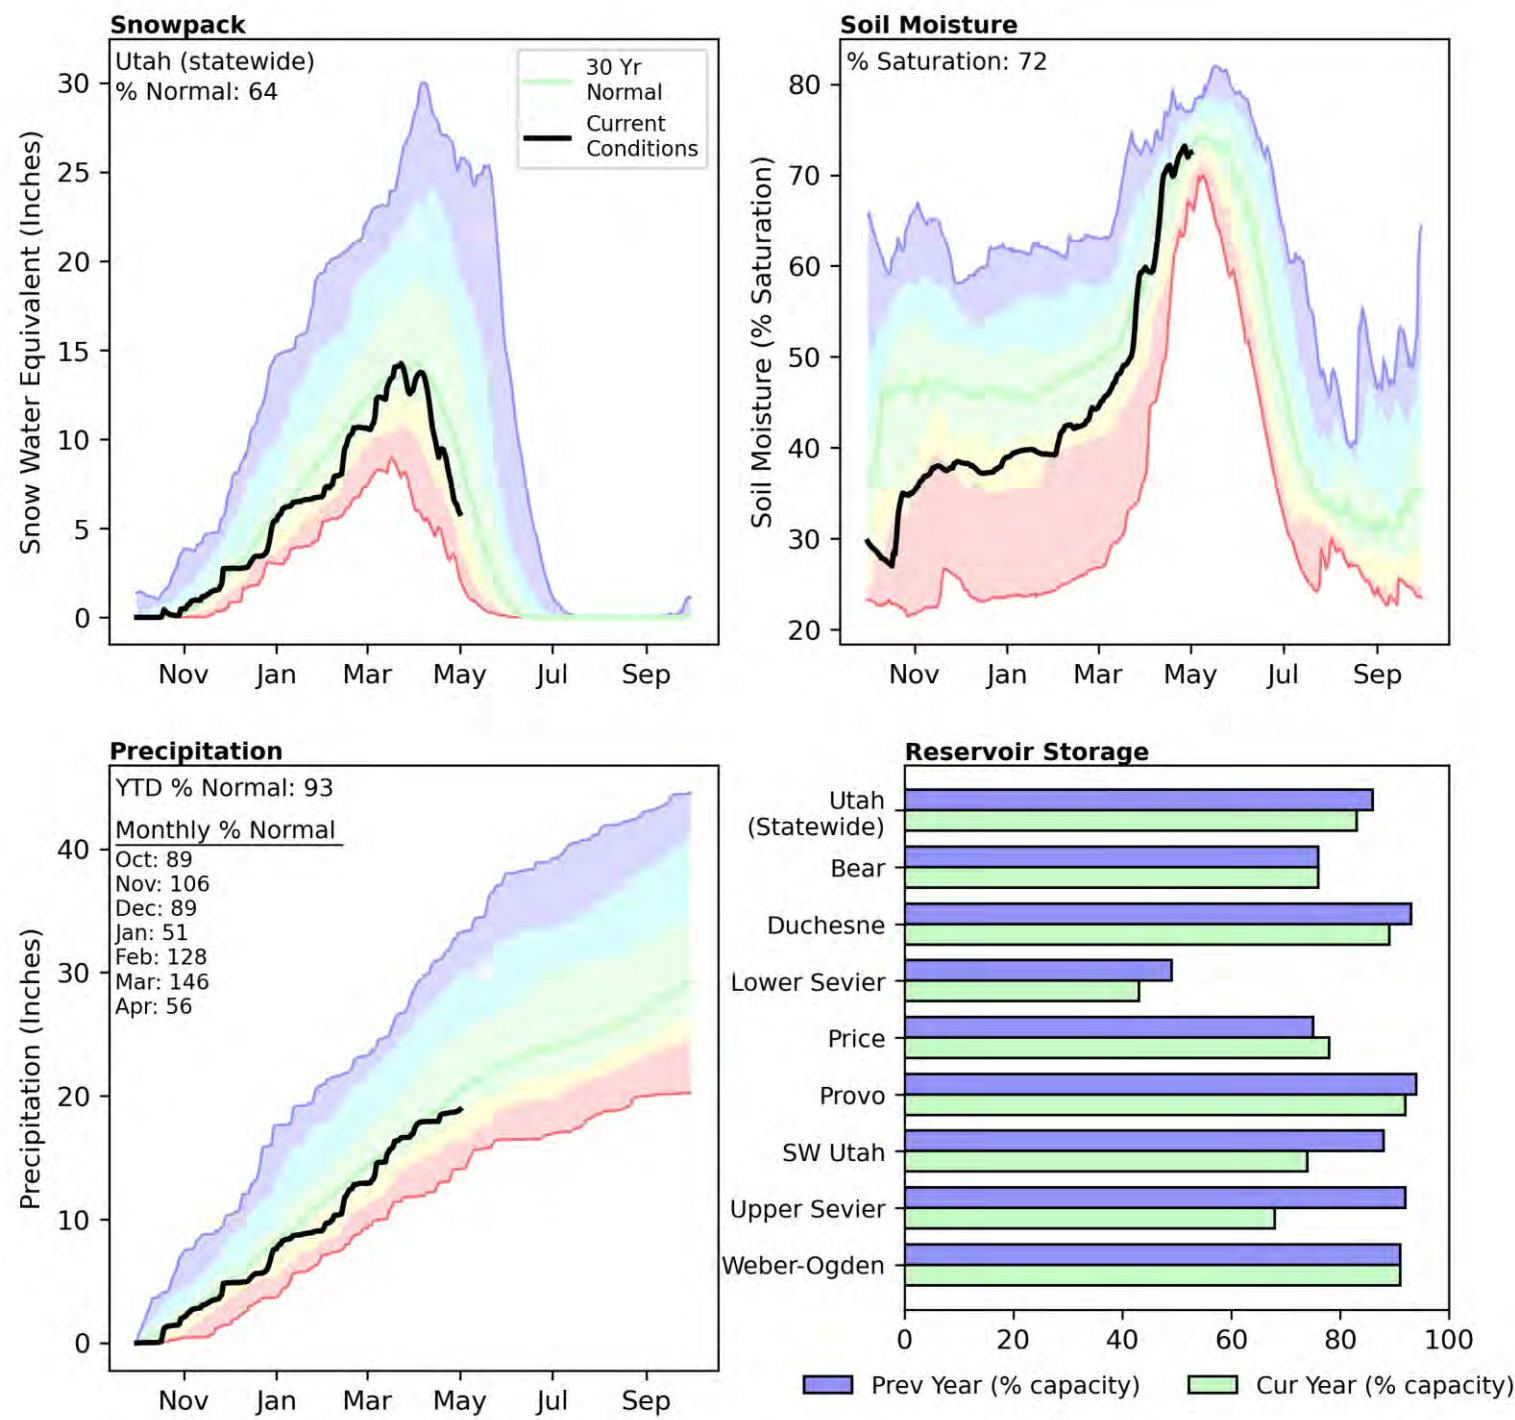 Snowpack
Utah (statewide)
% Normal: 64
30 Yr
Normal
Current
Conditions
Snow Water Equivalent (Inches)
30
25
20
15
10
5
0
Nov Jan Mar May Jul Sep
Soil Moisture
% Saturation: 72
Soil Moisture (% Saturation)
80
70
60
50
40
30
20
Nov Jan Mar May Jul Sep
Precipitation
YTD % Normal: 93
Monthly % Normal
Oct: 89
Nov: 106
Dec: 89
Jan: 51
Feb: 128
Mar: 146
Apr: 56
Precipitation (Inches)
40
30
20
10
0
Nov Jan Mar May Jul Sep
Reservoir Storage
Utah
(Statewide)
Bear
Duchesne
Lower Sevier
Price
Provo
SW Utah
Upper Sevier
Weber-Ogden
0 20 40 60 80 100
Prev Year (% capacity) Cur Year (% capacity)